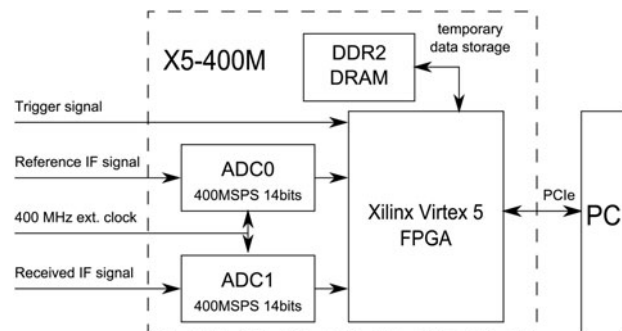 temporary
data storage
X5-400M
DDR2
DRAM
Trigger signal
Reference IF signal
ADC0
400MSPS 14bits
400 MHz ext. clock
Xilinx Virtex 5
FPGA
PCIe
PC
Received IF signal
ADC1
400MSPS 14bits